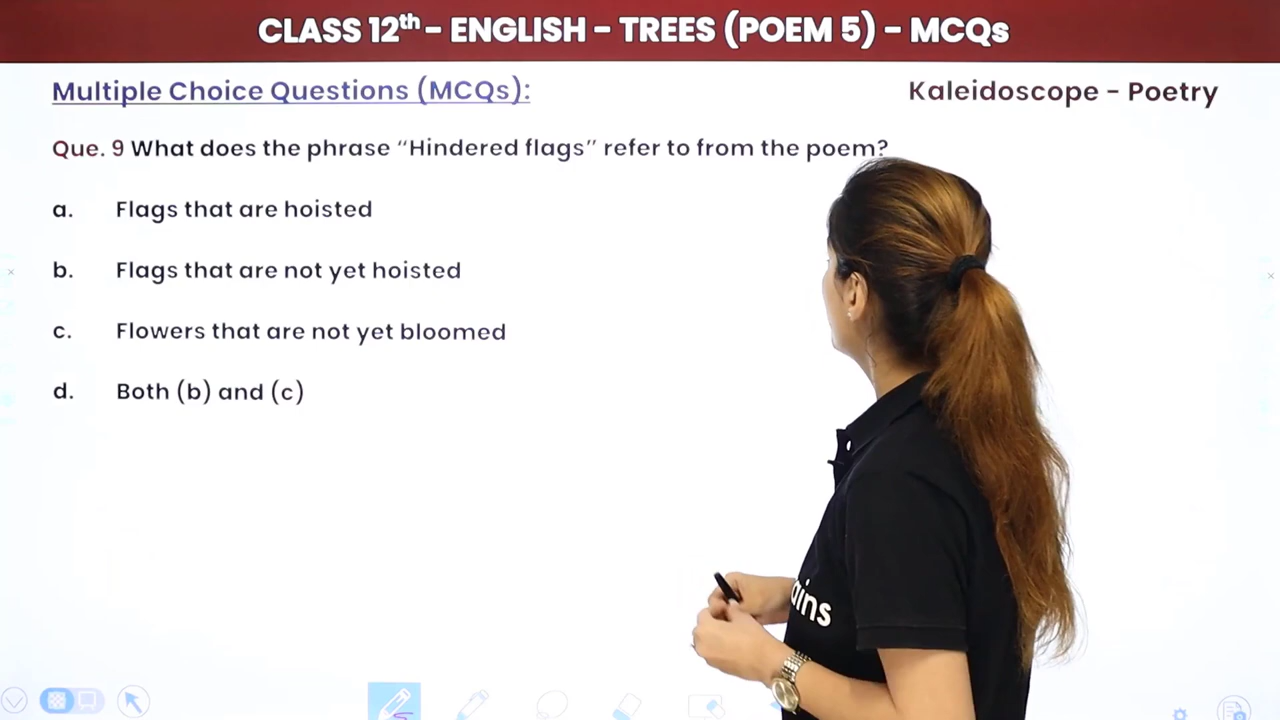 CLASS 12th - ENGLISH - TREES (POEM 5) - MCQs
Multiple Choice Questions (MCQs):
Kaleidoscope - Poetry
Que. 9 What does the phrase "Hindered flags" refer to from the poem?
a. Flags that are hoisted
b. Flags that are not yet hoisted
c. Flowers that are not yet bloomed
d. Both (b) and (c)
ains